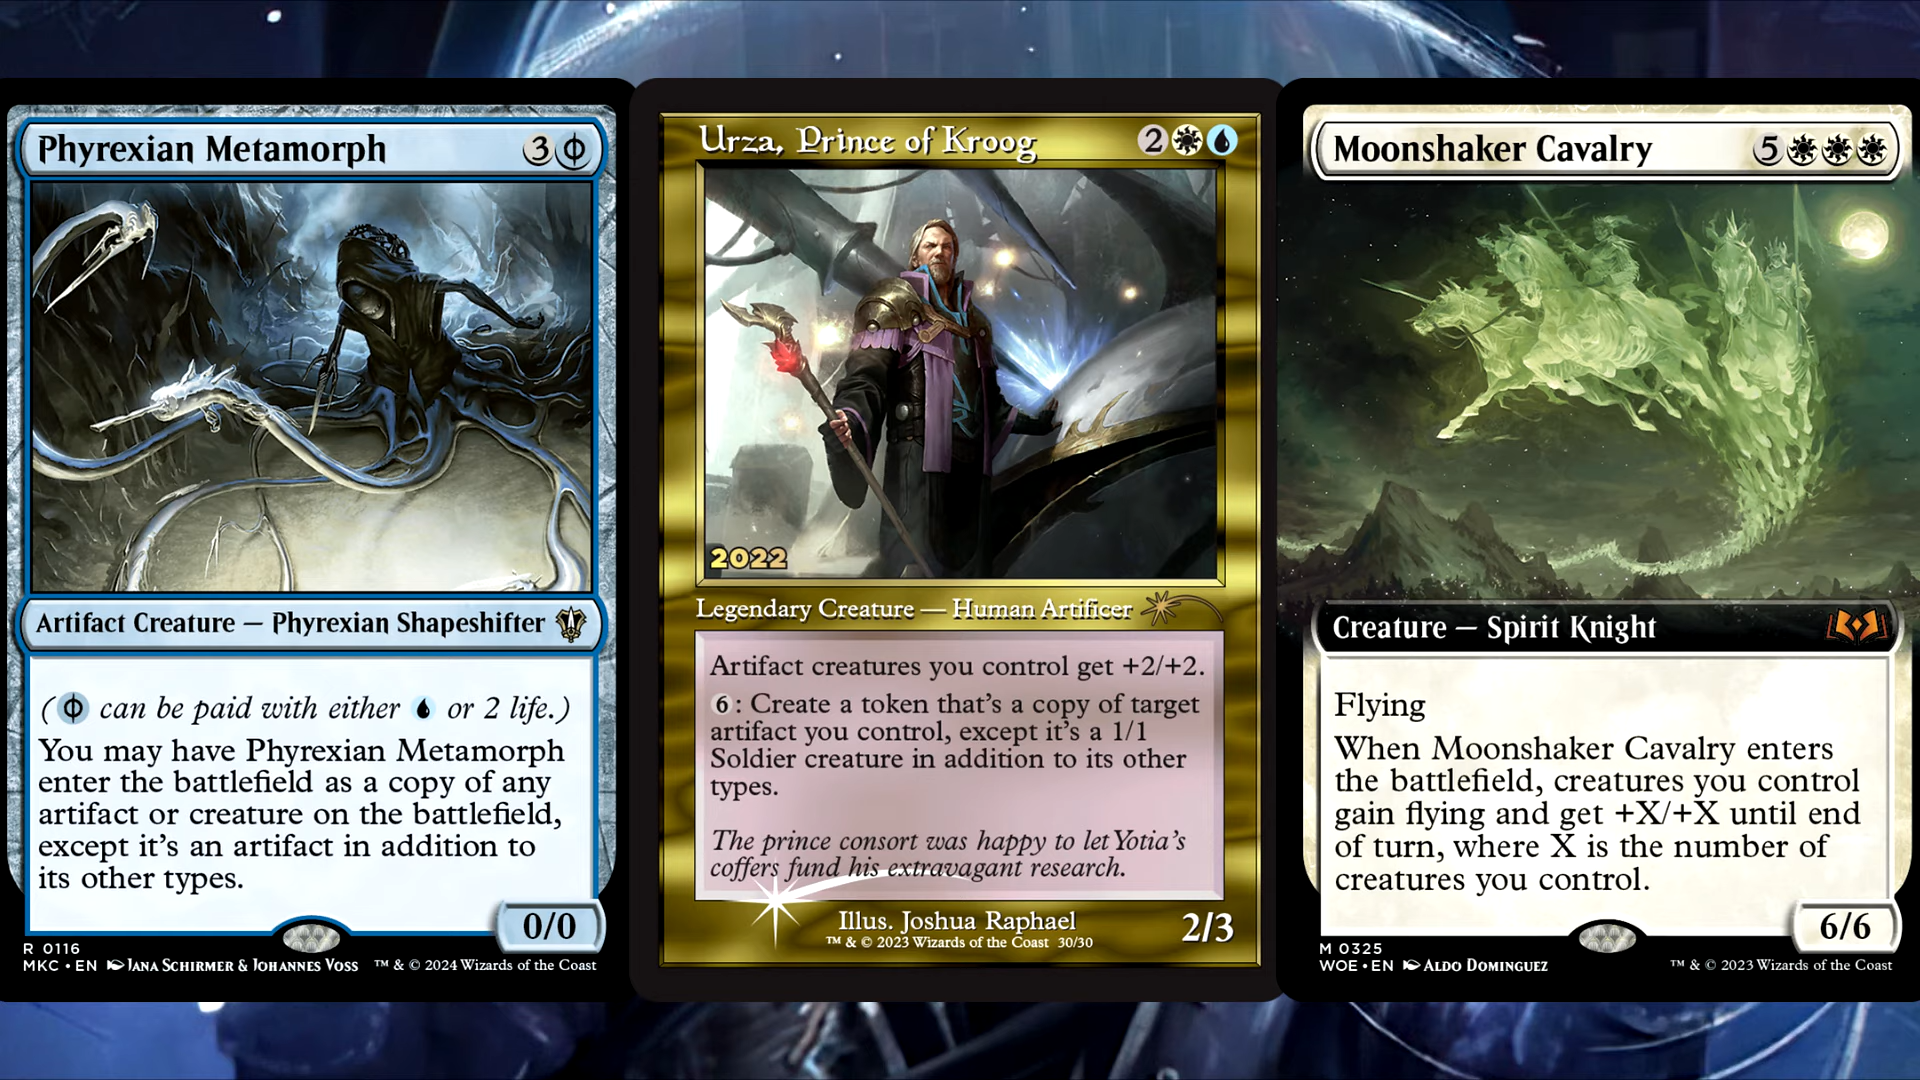 Phyrexian Metamorph 3
Artifact Creature — Phyrexian Shapeshifter
( can be paid with either or 2 life.)
You may have Phyrexian Metamorph
enter the battlefield as a copy of any
artifact or creature on the battlefield,
except it's an artifact in addition to
its other types.
0/0
R 0116
MKC • EN Jana Schirmer & Johannes Voss ™ & © 2024 Wizards of the Coast
Urza, Prince of Kroog 2
2022
Legendary Creature — Human Artificer
Artifact creatures you control get +2/+2.
6: Create a token that's a copy of target
artifact you control, except it's a 1/1
Soldier creature in addition to its other
types.
The prince consort was happy to let Yotia's
coffers fund his extravagant research.
Illus. Joshua Raphael
™ & © 2023 Wizards of the Coast 30/30
2/3
Moonshaker Cavalry 5
Creature — Spirit Knight
Flying
When Moonshaker Cavalry enters
the battlefield, creatures you control
gain flying and get +X/+X until end
of turn, where X is the number of
creatures you control.
6/6
M 0325
WOE • EN Aldo Dominguez ™ & © 2023 Wizards of the Coast